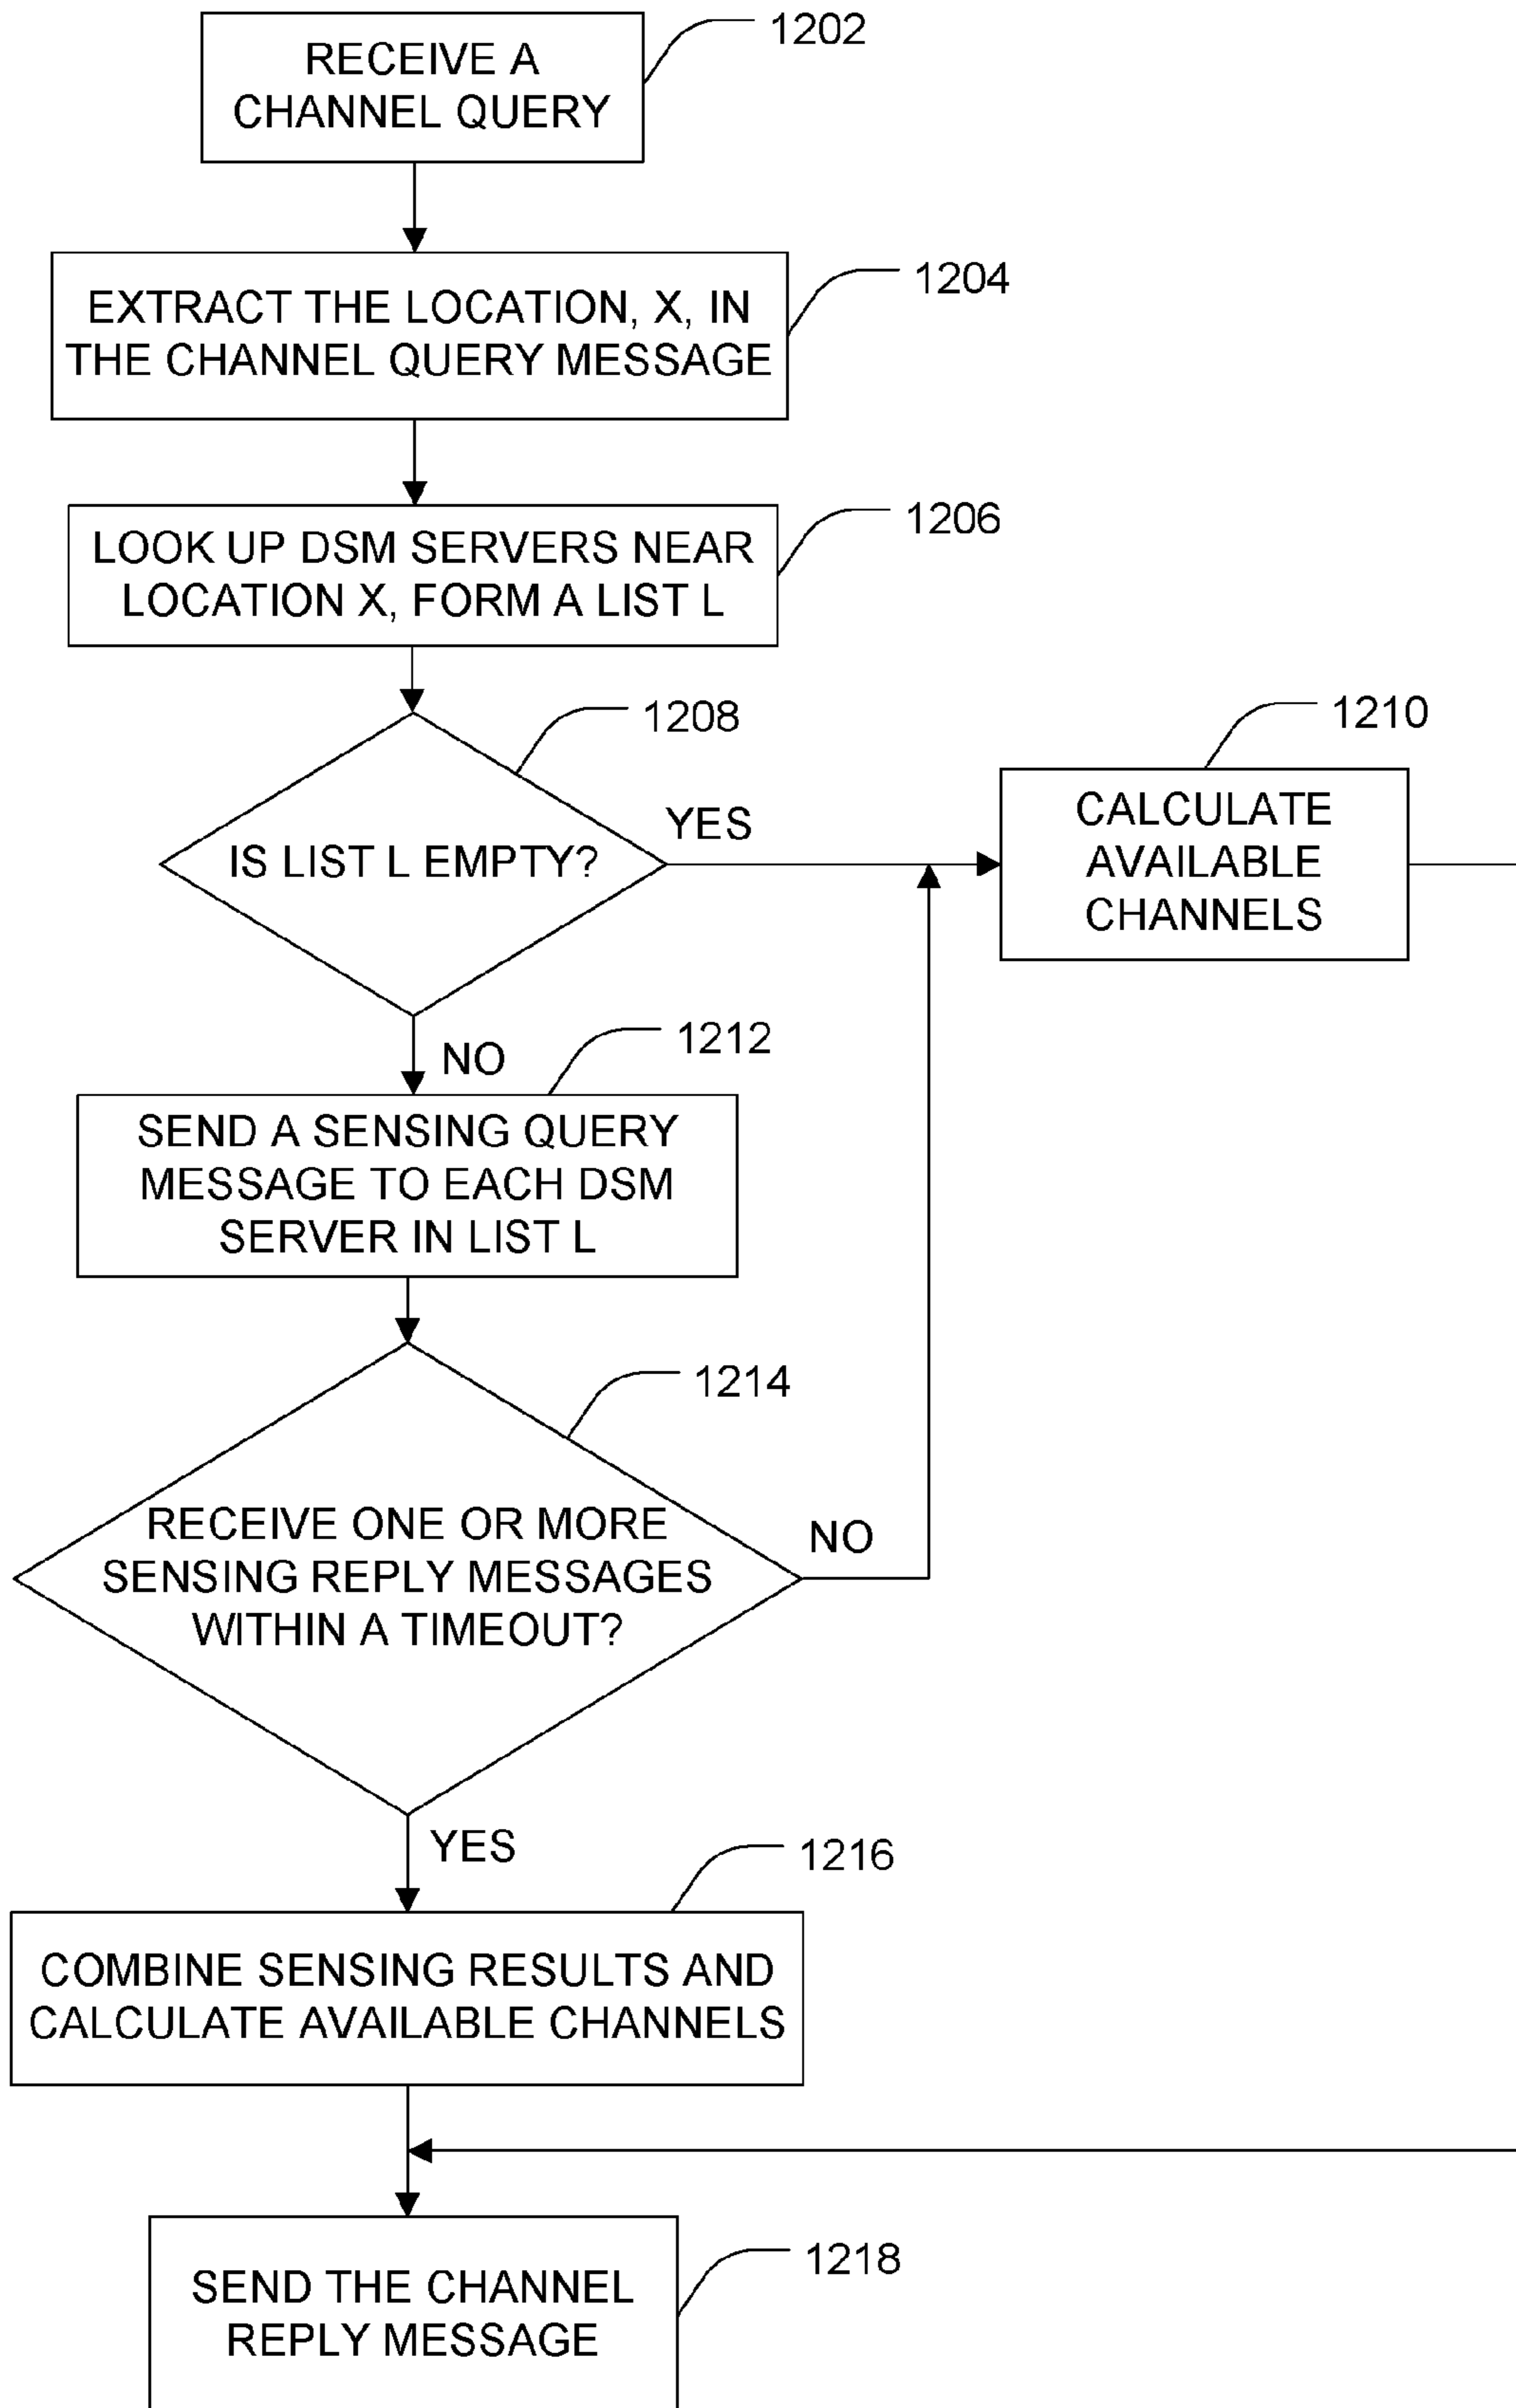 1202
RECEIVE A
CHANNEL QUERY
1204
EXTRACT THE LOCATION, X, IN
THE CHANNEL QUERY MESSAGE
1206
LOOK UP DSM SERVERS NEAR
LOCATION X, FORM A LIST L
1208
IS LIST L EMPTY?
YES
1210
CALCULATE
AVAILABLE
CHANNELS
NO
1212
SEND A SENSING QUERY
MESSAGE TO EACH DSM
SERVER IN LIST L
1214
RECEIVE ONE OR MORE
SENSING REPLY MESSAGES
WITHIN A TIMEOUT?
NO
YES
1216
COMBINE SENSING RESULTS AND
CALCULATE AVAILABLE CHANNELS
1218
SEND THE CHANNEL
REPLY MESSAGE